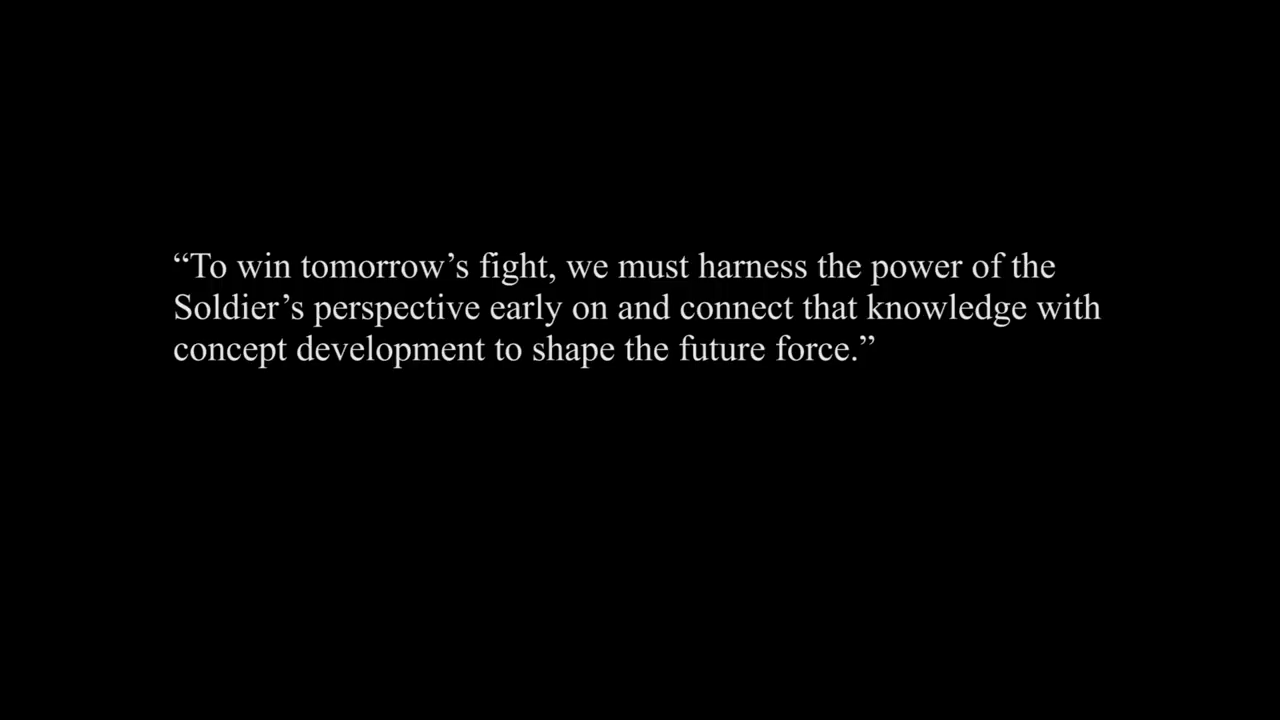 “To win tomorrow’s fight, we must harness the power of the
Soldier’s perspective early on and connect that knowledge with
concept development to shape the future force.”